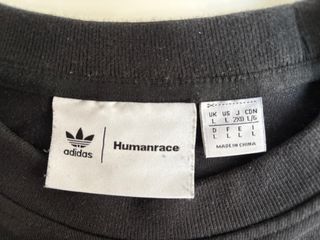 adidas
Humanrace
UK US J CDN
L L 2XO L/G
D F E I
L L L L
MADE IN CHINA